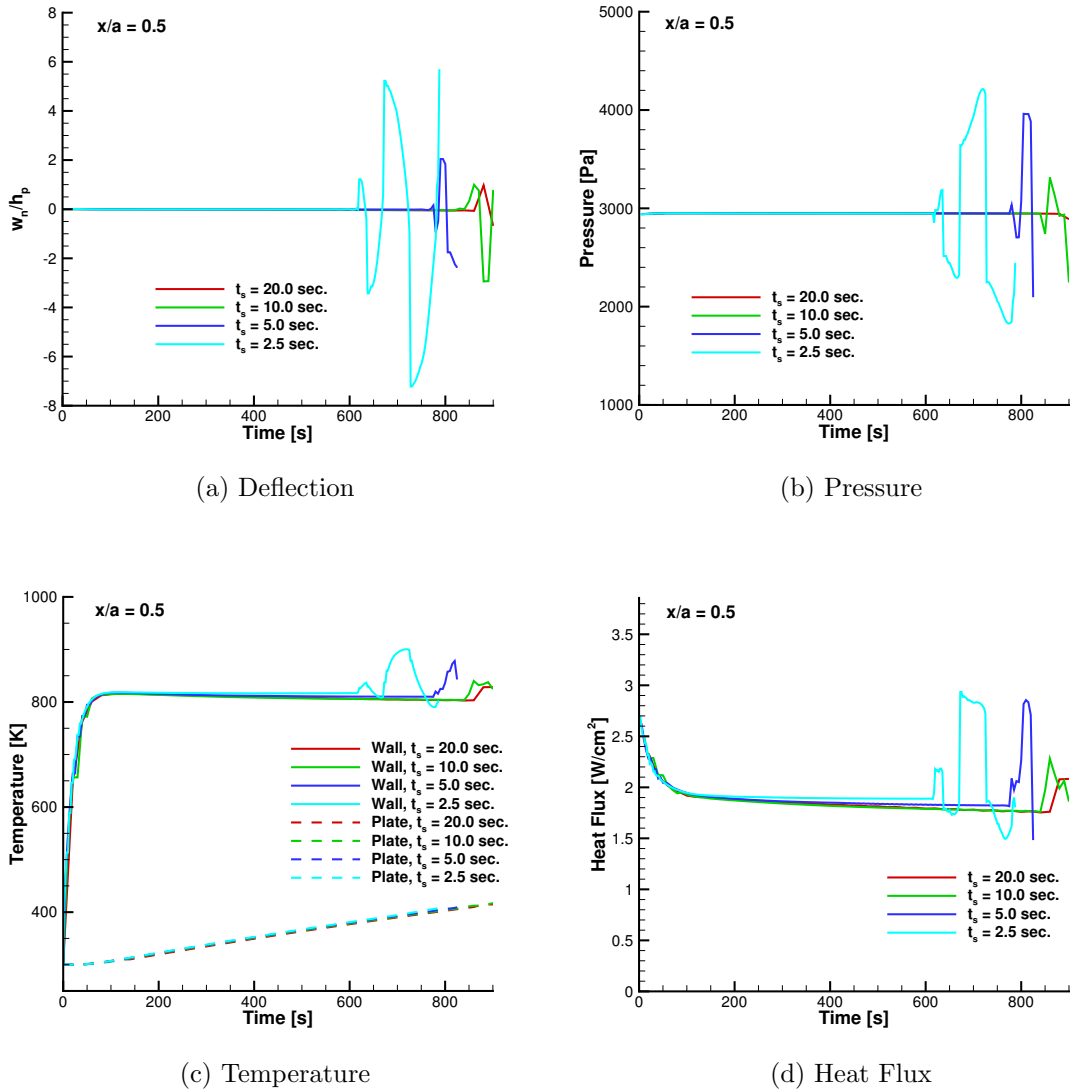 x/a = 0.5
8
6
4
2
0
-2
-4
-6
-8
w_n/h_p
t_s = 20.0 sec.
t_s = 10.0 sec.
t_s = 5.0 sec.
t_s = 2.5 sec.
0 200 400 600 800
Time [s]
(a) Deflection
x/a = 0.5
5000
4000
3000
2000
1000
Pressure [Pa]
t_s = 20.0 sec.
t_s = 10.0 sec.
t_s = 5.0 sec.
t_s = 2.5 sec.
0 200 400 600 800
Time [s]
(b) Pressure
x/a = 0.5
1000
800
600
400
Temperature [K]
Wall, t_s = 20.0 sec.
Wall, t_s = 10.0 sec.
Wall, t_s = 5.0 sec.
Wall, t_s = 2.5 sec.
Plate, t_s = 20.0 sec.
Plate, t_s = 10.0 sec.
Plate, t_s = 5.0 sec.
Plate, t_s = 2.5 sec.
0 200 400 600 800
Time [s]
(c) Temperature
x/a = 0.5
3.5
3
2.5
2
1.5
1
0.5
0
Heat Flux [W/cm²]
t_s = 20.0 sec.
t_s = 10.0 sec.
t_s = 5.0 sec.
t_s = 2.5 sec.
0 200 400 600 800
Time [s]
(d) Heat Flux